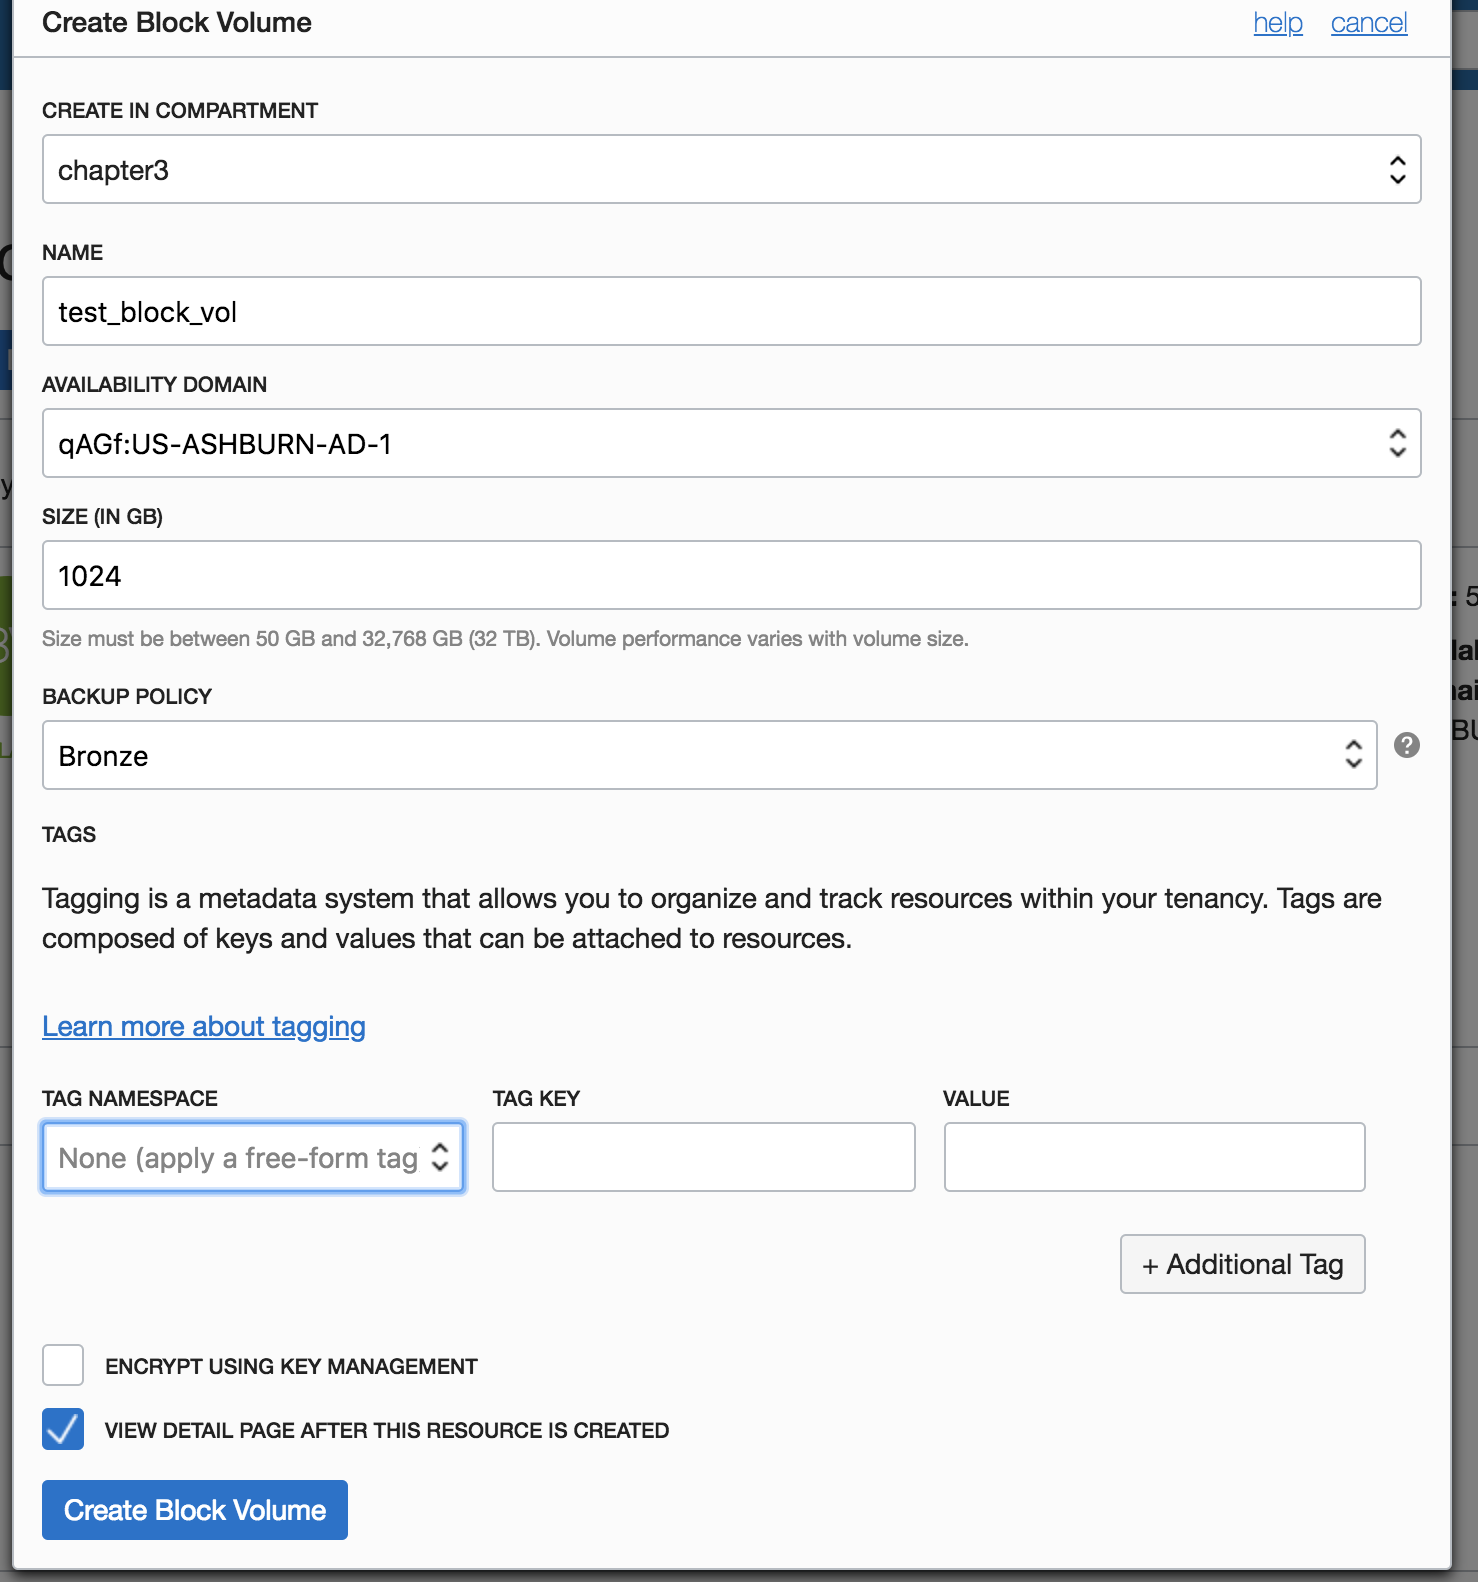 Create Block Volume
help cancel
CREATE IN COMPARTMENT
chapter3
NAME
test_block_vol
AVAILABILITY DOMAIN
qAGf:US-ASHBURN-AD-1
SIZE (IN GB)
1024
Size must be between 50 GB and 32,768 GB (32 TB). Volume performance varies with volume size.
BACKUP POLICY
Bronze
?
TAGS
Tagging is a metadata system that allows you to organize and track resources within your tenancy. Tags are
composed of keys and values that can be attached to resources.
Learn more about tagging
TAG NAMESPACE TAG KEY VALUE
None (apply a free-form tag
+ Additional Tag
ENCRYPT USING KEY MANAGEMENT
VIEW DETAIL PAGE AFTER THIS RESOURCE IS CREATED
Create Block Volume